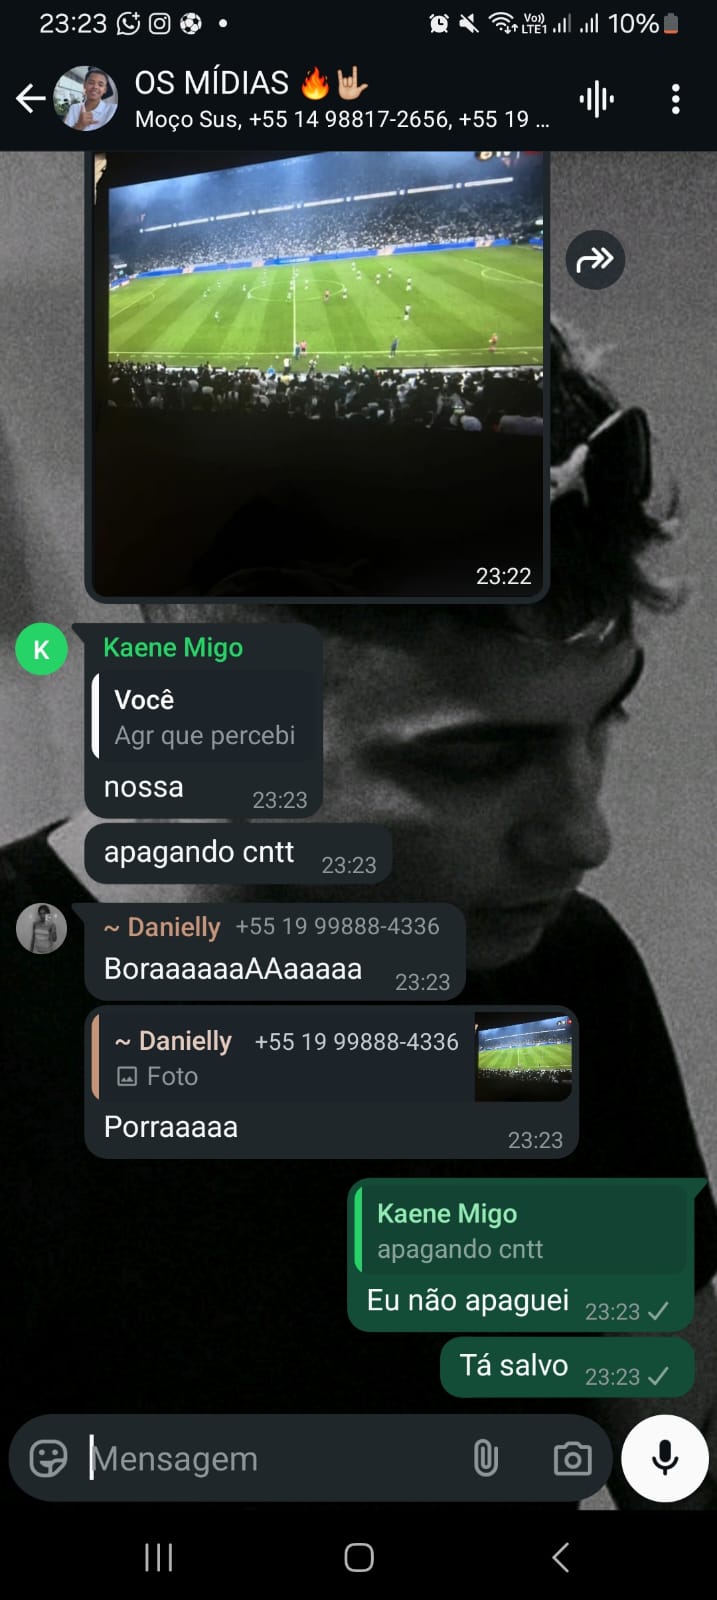 23:23
Vo)) LTE1
10%
OS MÍDIAS 🔥🤟🏼
Moço Sus, +55 14 98817-2656, +55 19 ...
23:22
K
Kaene Migo
Você
Agr que percebi
nossa 23:23
apagando cntt 23:23
~ Danielly +55 19 99888-4336
BoraaaaaaAAaaaaa 23:23
~ Danielly +55 19 99888-4336
Foto
Porraaaaa 23:23
Kaene Migo
apagando cntt
Eu não apaguei 23:23
Tá salvo 23:23
Mensagem